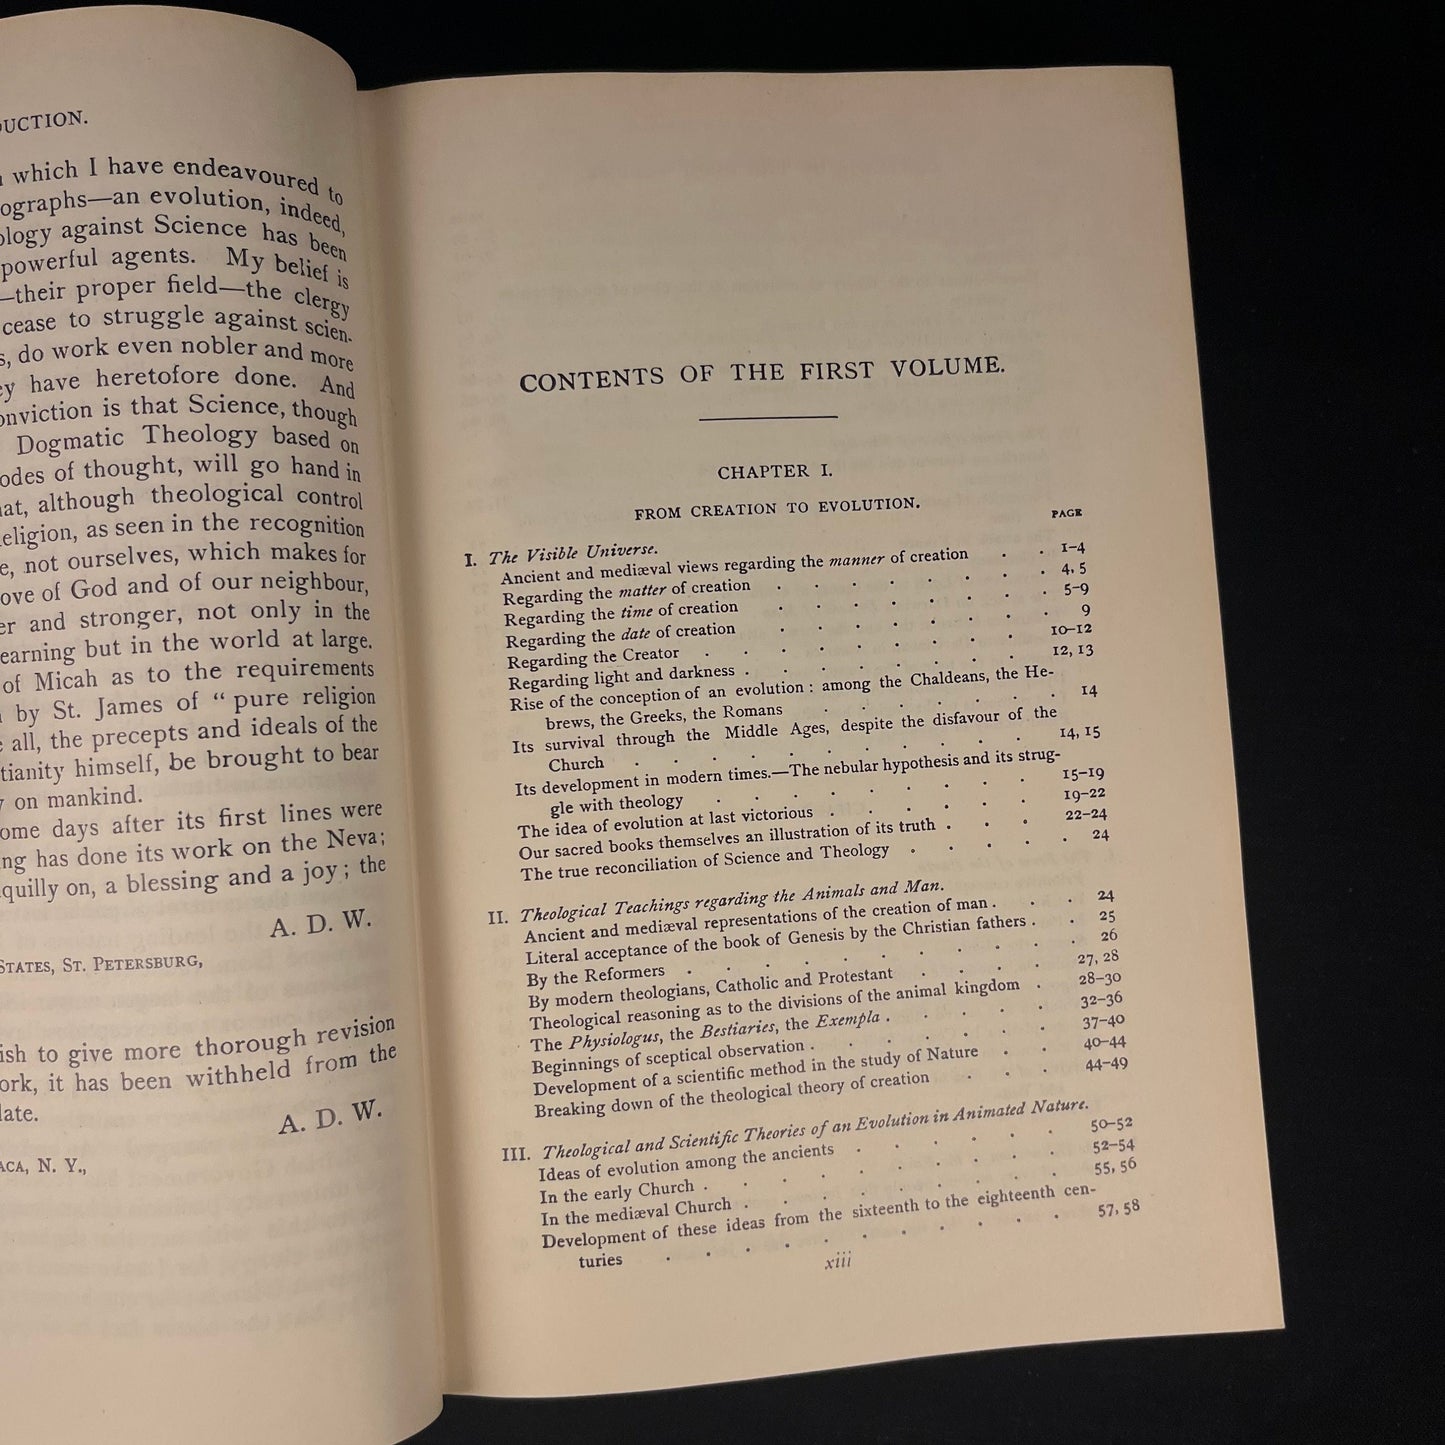 DUCTION.
which I have endeavoured to
ographs—an evolution, indeed,
ology against Science has been
powerful agents. My belief is
—their proper field—the clergy
cease to struggle against scien-
s, do work even nobler and more
ey have heretofore done. And
onviction is that Science, though
Dogmatic Theology based on
odes of thought, will go hand in
hat, although theological control
eligion, as seen in the recognition
e, not ourselves, which makes for
ove of God and of our neighbour,
er and stronger, not only in the
earning but in the world at large.
of Micah as to the requirements
by St. James of “pure religion
e all, the precepts and ideals of the
tianity himself, be brought to bear
y on mankind.
ome days after its first lines were
ing has done its work on the Neva;
quilly on, a blessing and a joy; the
A. D. W.
STATES, ST. PETERSBURG,
ish to give more thorough revision
ork, it has been withheld from the
late.
A. D. W.
ACA, N. Y.,
CONTENTS OF THE FIRST VOLUME.
CHAPTER I.
FROM CREATION TO EVOLUTION.
PAGE
I. The Visible Universe.
Ancient and mediæval views regarding the manner of creation . . 1–4
Regarding the matter of creation . . . . . . . . 4, 5
Regarding the time of creation . . . . . . . . 5–9
Regarding the date of creation . . . . . . . 9
Regarding the Creator . . . . . . . . . 10–12
Regarding light and darkness . . . . . . . . 12, 13
Rise of the conception of an evolution : among the Chaldeans, the He-
brews, the Greeks, the Romans . . . . . . . 14
Its survival through the Middle Ages, despite the disfavour of the
Church . . . . . . . . . . . 14, 15
Its development in modern times.—The nebular hypothesis and its strug-
gle with theology . . . . . . . . . 15–19
The idea of evolution at last victorious . . . . . . 19–22
Our sacred books themselves an illustration of its truth . . . 22–24
The true reconciliation of Science and Theology . . . . . 24
II. Theological Teachings regarding the Animals and Man.
Ancient and mediæval representations of the creation of man . . . 24
Literal acceptance of the book of Genesis by the Christian fathers . . 25
By the Reformers . . . . . . . . . . . 26
By modern theologians, Catholic and Protestant . . . . 27, 28
Theological reasoning as to the divisions of the animal kingdom . 28–30
The Physiologus, the Bestiaries, the Exempla . . . . . 32–36
Beginnings of sceptical observation . . . . . . . 37–40
Development of a scientific method in the study of Nature . . 40–44
Breaking down of the theological theory of creation . . . 44–49
III. Theological and Scientific Theories of an Evolution in Animated Nature.
Ideas of evolution among the ancients . . . . . . 50–52
In the early Church . . . . . . . . . . 52–54
In the mediæval Church . . . . . . . . . 55, 56
Development of these ideas from the sixteenth to the eighteenth cen-
turies . . . . . . . . . . . 57, 58
xiii